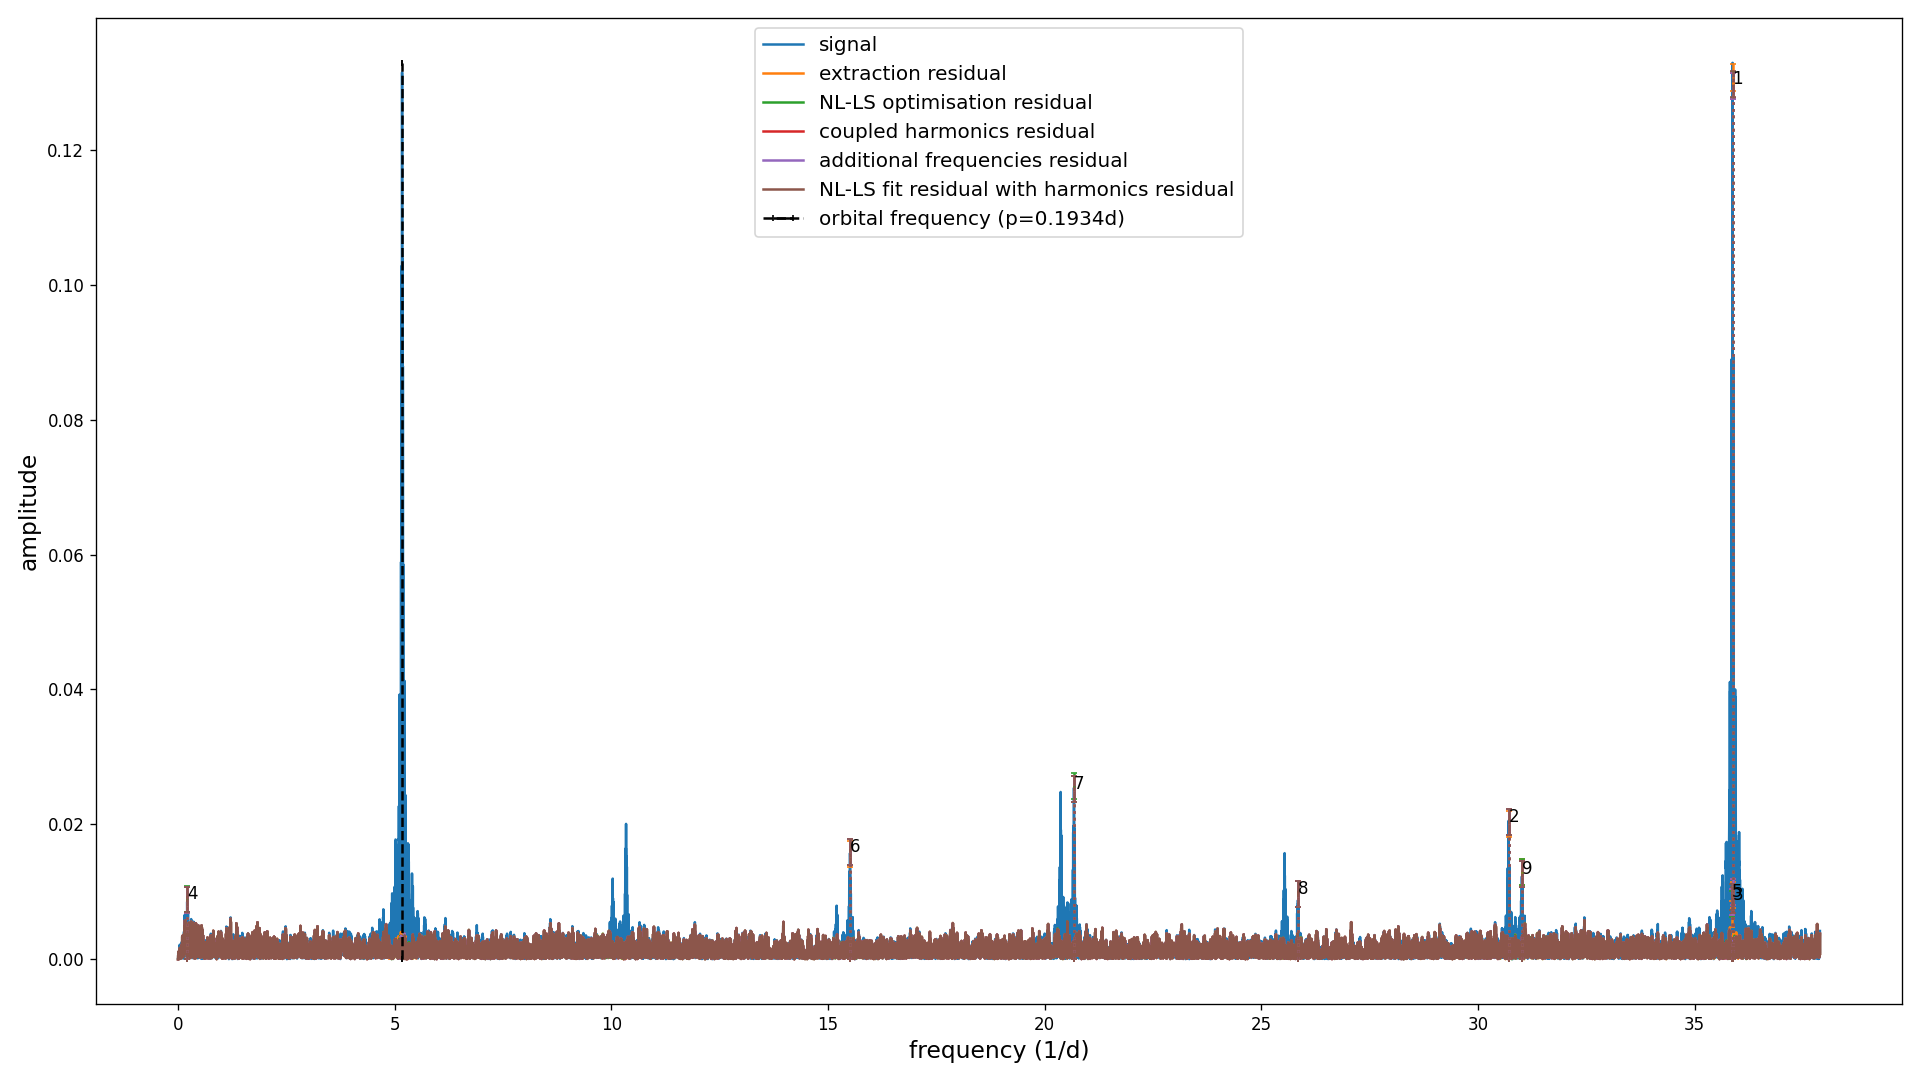 signal
extraction residual
NL-LS optimisation residual
coupled harmonics residual
additional frequencies residual
NL-LS fit residual with harmonics residual
orbital frequency (p=0.1934d)
amplitude
0.12
0.10
0.08
0.06
0.04
0.02
0.00
1
7
2
6
9
8
4
5
0
5
10
15
20
25
30
35
frequency (1/d)